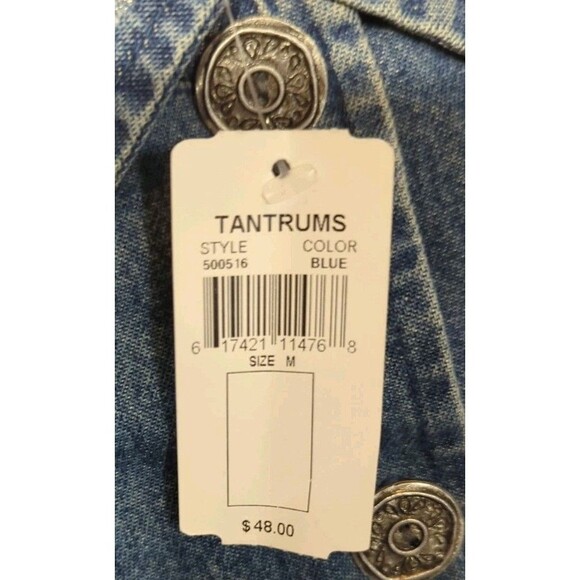 TANTRUMS
STYLE COLOR
500516 BLUE
6 17421 11476 8
SIZE M
$48.00